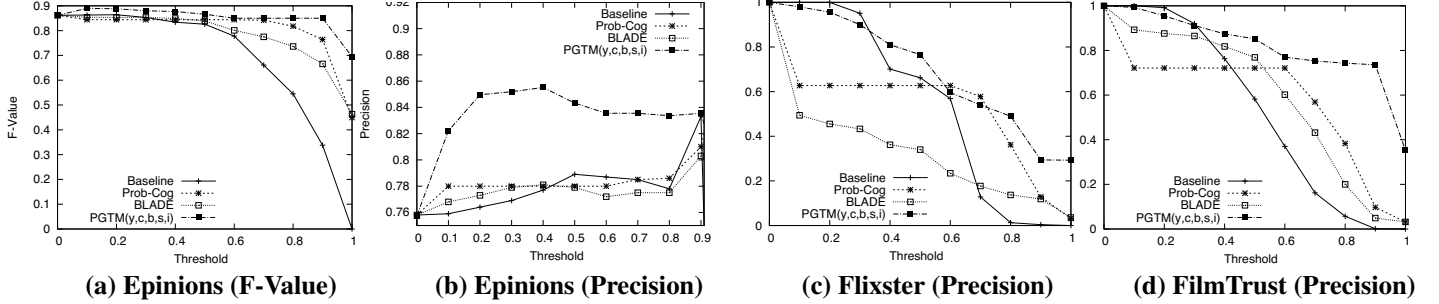 F-Value
0.9
0.8
0.7
0.6
0.5
0.4
0.3
0.2
0.1
0
Baseline
Prob-Cog
BLADE
PGTM(y,c,b,s,i)
0 0.2 0.4 0.6 0.8 1
Threshold
(a) Epinions (F-Value)
Precision
0.92
0.88
0.84
0.8
0.78
0.76
Baseline
Prob-Cog
BLADE
PGTM(y,c,b,s,i)
0 0.1 0.2 0.3 0.4 0.5 0.6 0.7 0.8 0.9
Threshold
(b) Epinions (Precision)
1
0.8
0.6
0.4
0.2
0
Baseline
Prob-Cog
BLADE
PGTM(y,c,b,s,i)
0 0.2 0.4 0.6 0.8 1
Threshold
(c) Flixster (Precision)
1
0.8
0.6
0.4
0.2
0
Baseline
Prob-Cog
BLADE
PGTM(y,c,b,s,i)
0 0.2 0.4 0.6 0.8 1
Threshold
(d) FilmTrust (Precision)